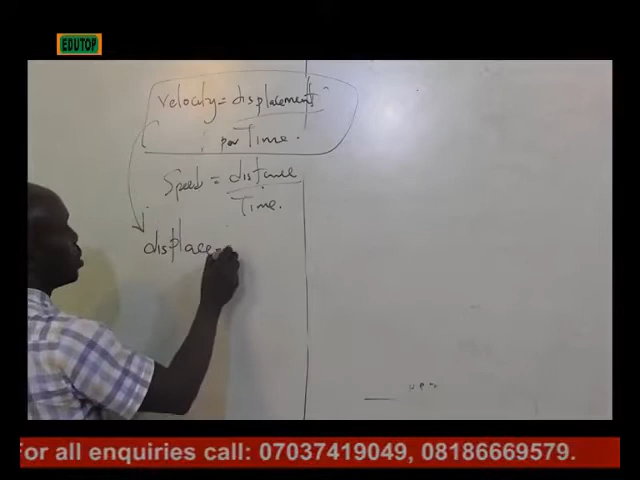 EDUTOP
Velocity = displacement
per Time.
Speed = distance
Time.
displace
For all enquiries call: 07037419049, 08186669579.